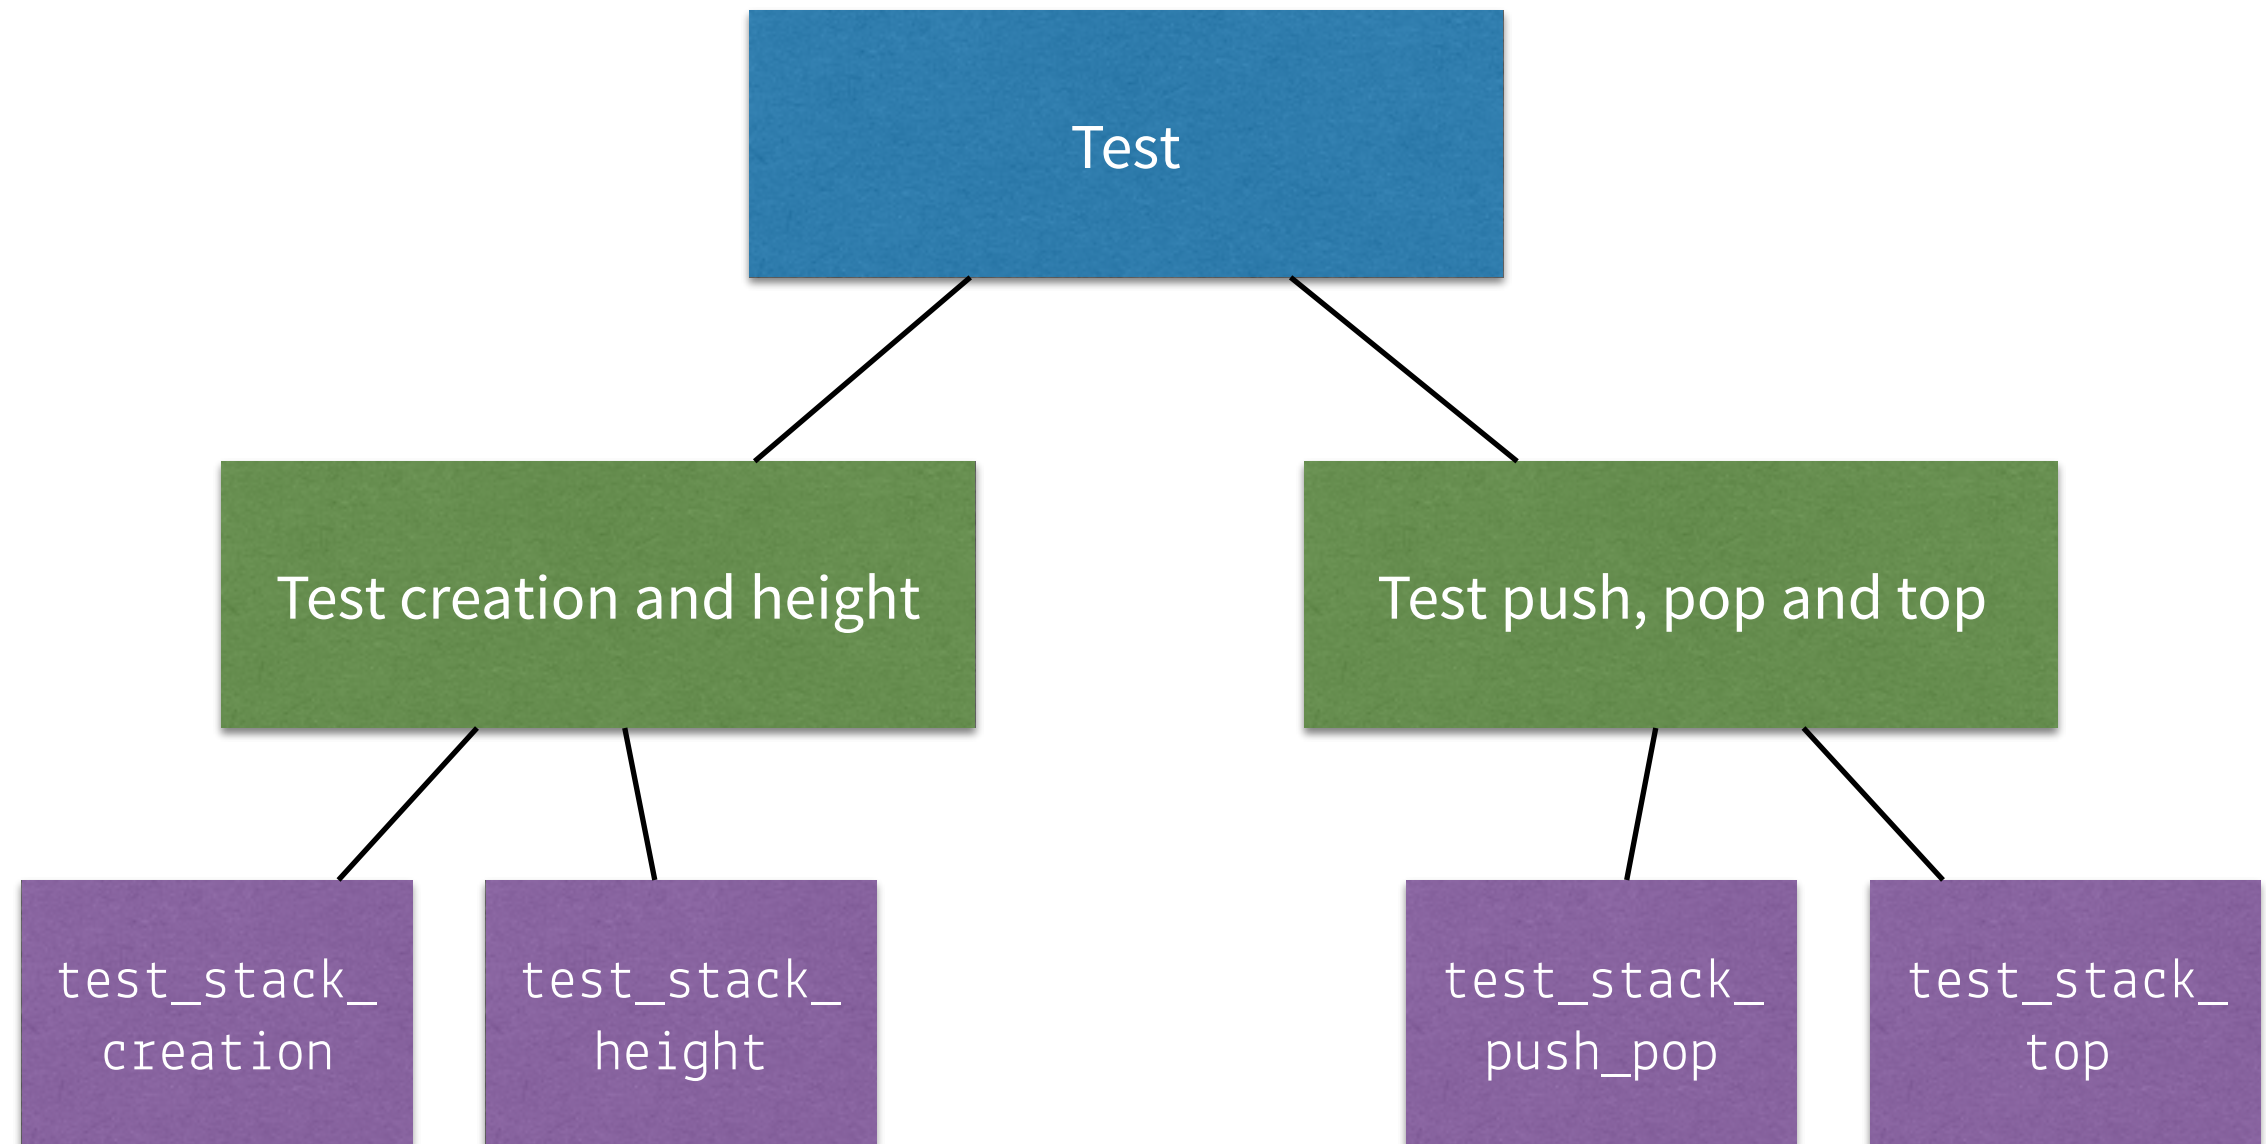 Test
Test creation and height
Test push, pop and top
test_stack_
creation
test_stack_
height
test_stack_
push_pop
test_stack_
top